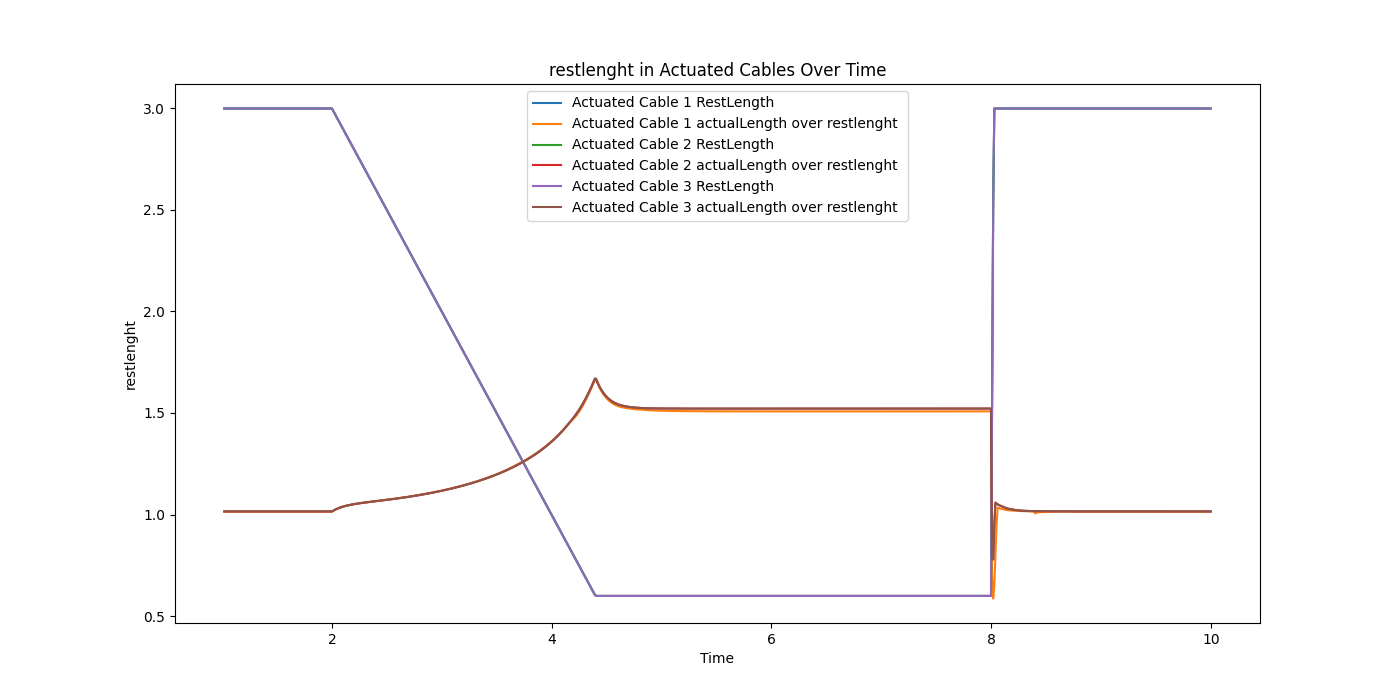 restlenght in Actuated Cables Over Time
Actuated Cable 1 RestLength
Actuated Cable 1 actualLength over restlenght
Actuated Cable 2 RestLength
Actuated Cable 2 actualLength over restlenght
Actuated Cable 3 RestLength
Actuated Cable 3 actualLength over restlenght
restlenght
3.0
2.5
2.0
1.5
1.0
0.5
2 4 6 8 10
Time